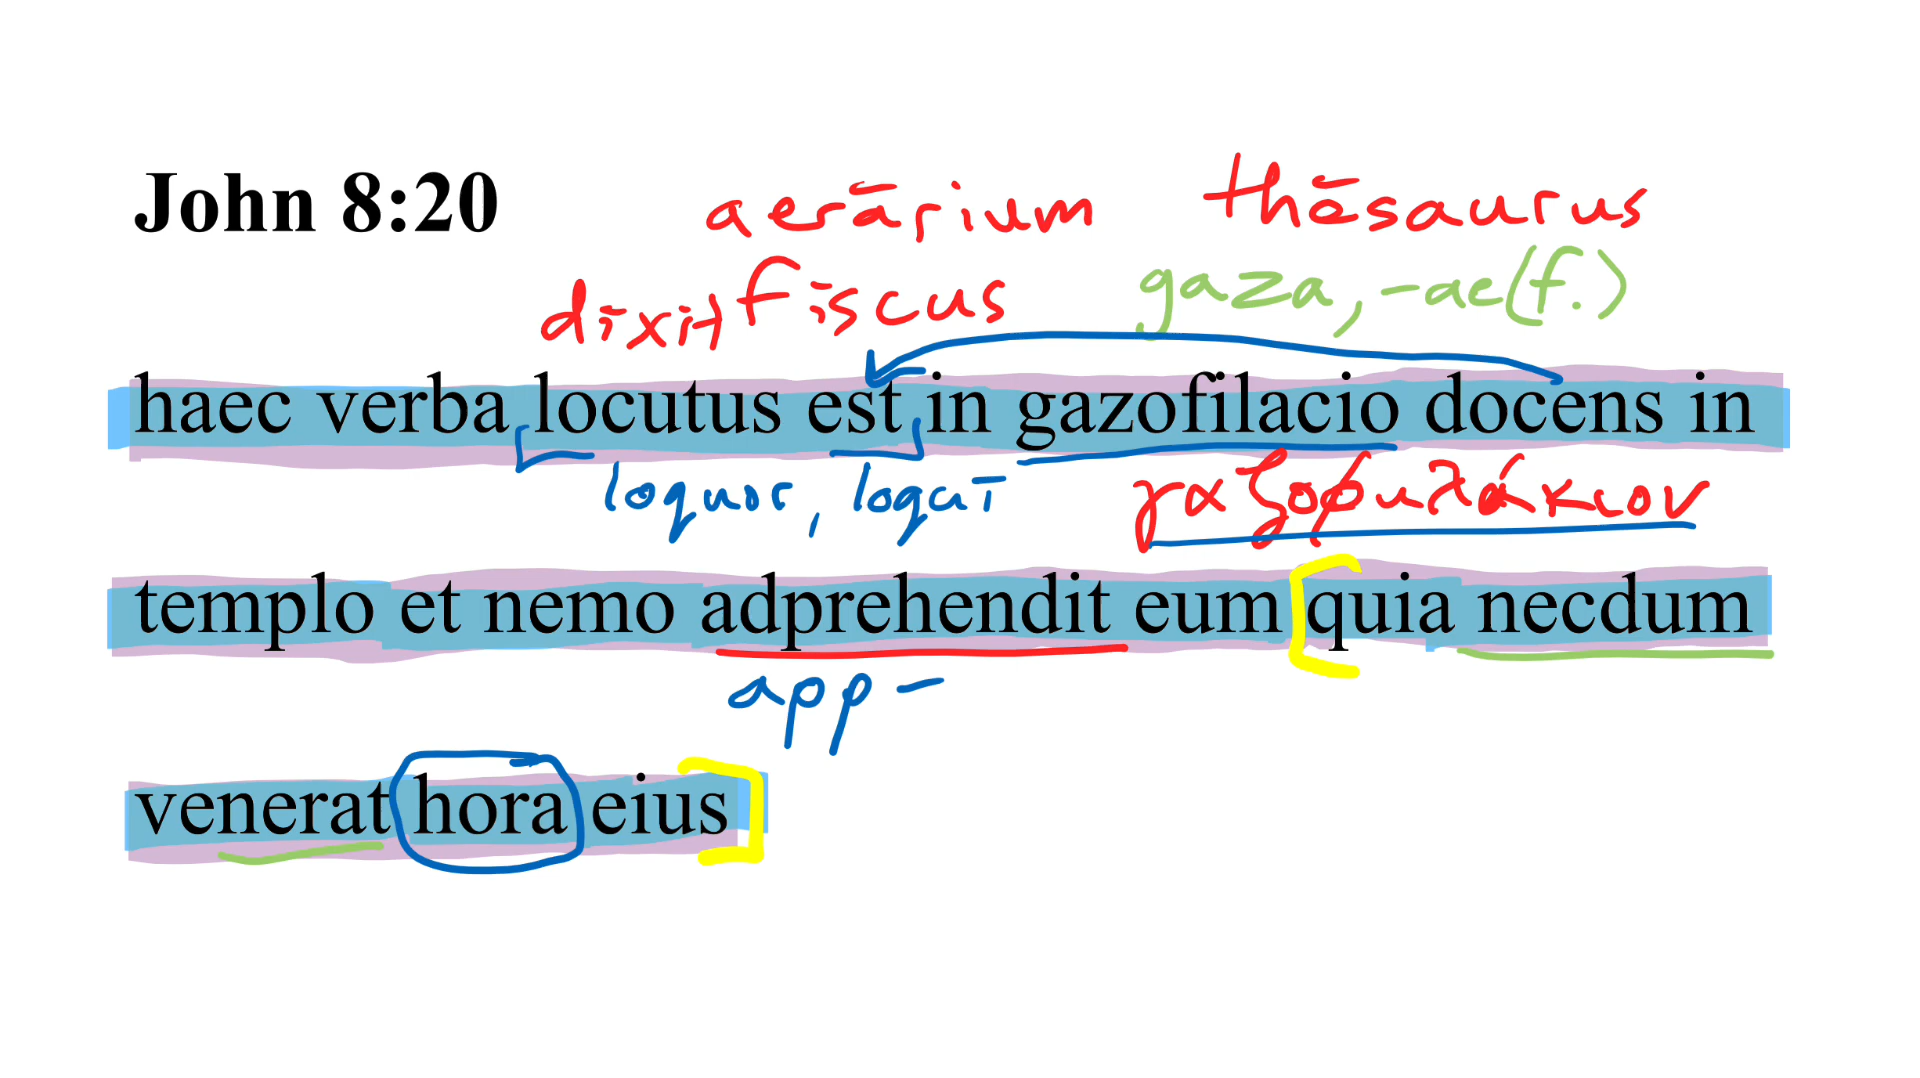 John 8:20
aerārium thēsaurus
dīxit fīscus gaza, -ae (f.)
haec verba locutus est in gazofilacio docens in
loquor, loquī γαζοφυλάκιον
templo et nemo adprehendit eum quia necdum
app-
venerat hora eius